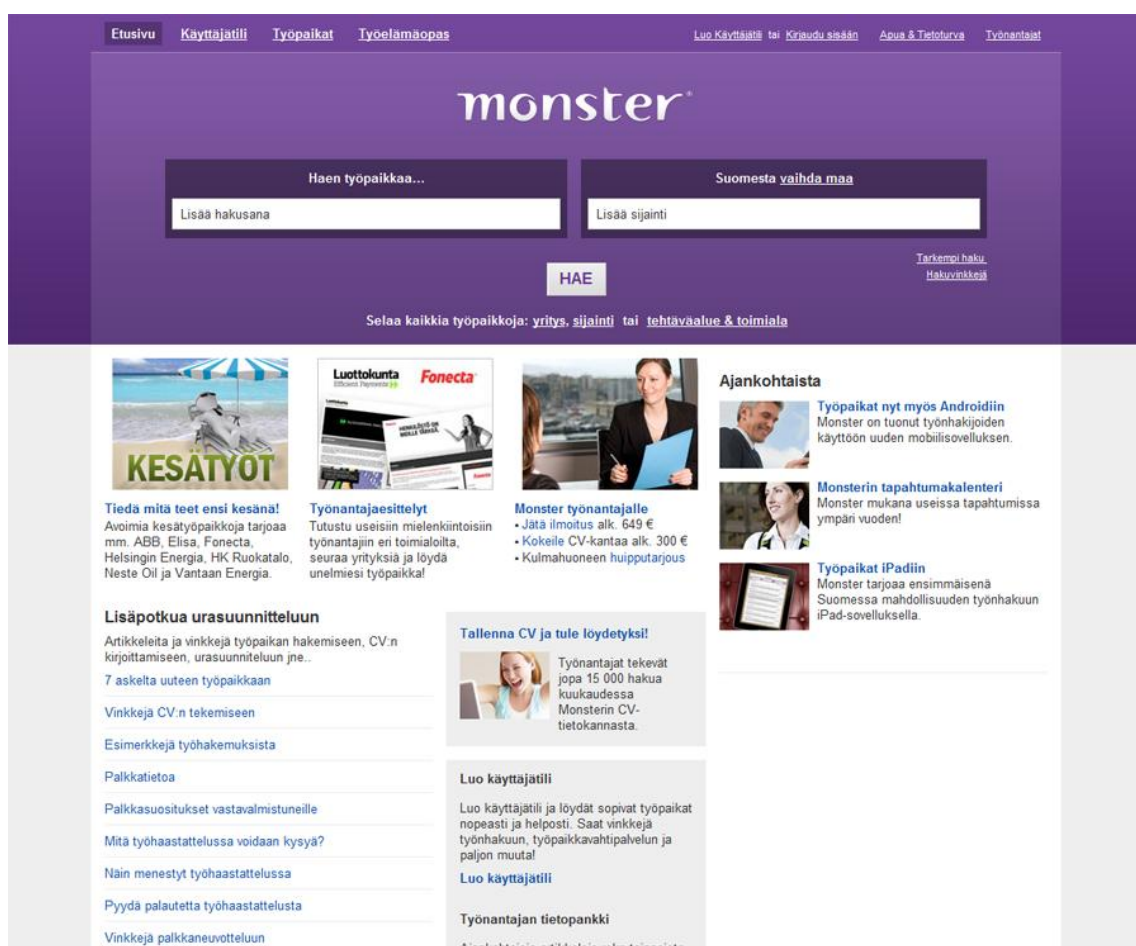 Etusivu Käyttäjätili Työpaikat Työelämäopas
Luo Käyttäjätili tai Kirjaudu sisään Apua & Tietoturva Työnantajat
monster
Haen työpaikkaa...
Suomesta vaihda maa
Lisää hakusana
Lisää sijainti
Tarkempi haku
Hakuvinkkejä
HAE
Selaa kaikkia työpaikkoja: yritys, sijainti tai tehtäväalue & toimiala
KESÄTYÖT
Tiedä mitä teet ensi kesänä!
Avoimia kesätyöpaikkoja tarjoaa
mm. ABB, Elisa, Fonecta,
Helsingin Energia, HK Ruokatalo,
Neste Oil ja Vantaan Energia.
Luottokunta
Efficient Payments
Fonecta
Työnantajaesittelyt
Tutustu useisiin mielenkiintoisiin
työnantajiin eri toimialoilta,
seuraa yrityksiä ja löydä
unelmiesi työpaikka!
Monster työnantajalle
• Jätä ilmoitus alk. 649 €
• Kokeile CV-kantaa alk. 300 €
• Kulmahuoneen huipputarjous
Ajankohtaista
Työpaikat nyt myös Androidiin
Monster on tuonut työnhakijoiden
käyttöön uuden mobiilisovelluksen.
Monsterin tapahtumakalenteri
Monster mukana useissa tapahtumissa
ympäri vuoden!
Työpaikat iPadiin
Monster tarjoaa ensimmäisenä
Suomessa mahdollisuuden työnhakuun
iPad-sovelluksella.
Lisäpotkua urasuunnitteluun
Artikkeleita ja vinkkejä työpaikan hakemiseen, CV:n
kirjoittamiseen, urasuunniteluun jne..
7 askelta uuteen työpaikkaan
Vinkkejä CV:n tekemiseen
Esimerkkejä työhakemuksista
Palkkatietoa
Palkkasuositukset vastavalmistuneille
Mitä työhaastattelussa voidaan kysyä?
Näin menestyt työhaastattelussa
Pyydä palautetta työhaastattelusta
Vinkkejä palkkaneuvotteluun
Tallenna CV ja tule löydetyksi!
Työnantajat tekevät
jopa 15 000 hakua
kuukaudessa
Monsterin CV-
tietokannasta.
Luo käyttäjätili
Luo käyttäjätili ja löydät sopivat työpaikat
nopeasti ja helposti. Saat vinkkejä
työnhakuun, työpaikkavahtipalvelun ja
paljon muuta!
Luo käyttäjätili
Työnantajan tietopankki